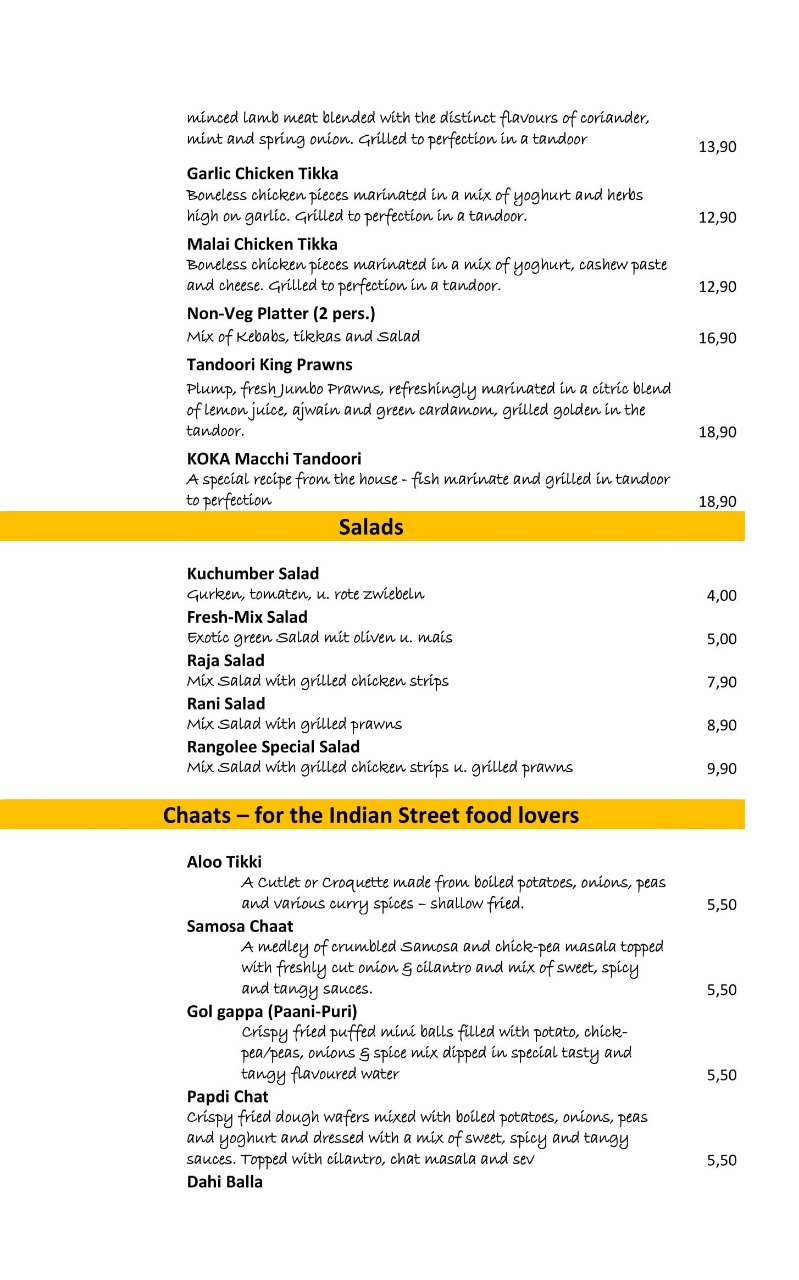 minced lamb meat blended with the distinct flavours of coriander,
mint and spring onion. Grilled to perfection in a tandoor 13,90
Garlic Chicken Tikka
Boneless chicken pieces marinated in a mix of yoghurt and herbs
high on garlic. Grilled to perfection in a tandoor. 12,90
Malai Chicken Tikka
Boneless chicken pieces marinated in a mix of yoghurt, cashew paste
and cheese. Grilled to perfection in a tandoor. 12,90
Non-Veg Platter (2 pers.)
Mix of Kebabs, tikkas and Salad 16,90
Tandoori King Prawns
Plump, fresh Jumbo Prawns, refreshingly marinated in a citric blend
of lemon juice, ajwain and green cardamom, grilled golden in the
tandoor. 18,90
KOKA Macchi Tandoori
A special recipe from the house - fish marinate and grilled in tandoor
to perfection 18,90
Salads
Kuchumber Salad
Gurken, tomaten, u. rote zwiebeln 4,00
Fresh-Mix Salad
Exotic green Salad mit oliven u. mais 5,00
Raja Salad
Mix Salad with grilled chicken strips 7,90
Rani Salad
Mix Salad with grilled prawns 8,90
Rangolee Special Salad
Mix Salad with grilled chicken strips u. grilled prawns 9,90
Chaats – for the Indian Street food lovers
Aloo Tikki
A Cutlet or Croquette made from boiled potatoes, onions, peas
and various curry spices – shallow fried. 5,50
Samosa Chaat
A medley of crumbled Samosa and chick-pea masala topped
with freshly cut onion & cilantro and mix of sweet, spicy
and tangy sauces. 5,50
Gol gappa (Paani-Puri)
Crispy fried puffed mini balls filled with potato, chick-
pea/peas, onions & spice mix dipped in special tasty and
tangy flavoured water 5,50
Papdi Chat
Crispy fried dough wafers mixed with boiled potatoes, onions, peas
and yoghurt and dressed with a mix of sweet, spicy and tangy
sauces. Topped with cilantro, chat masala and sev 5,50
Dahi Balla